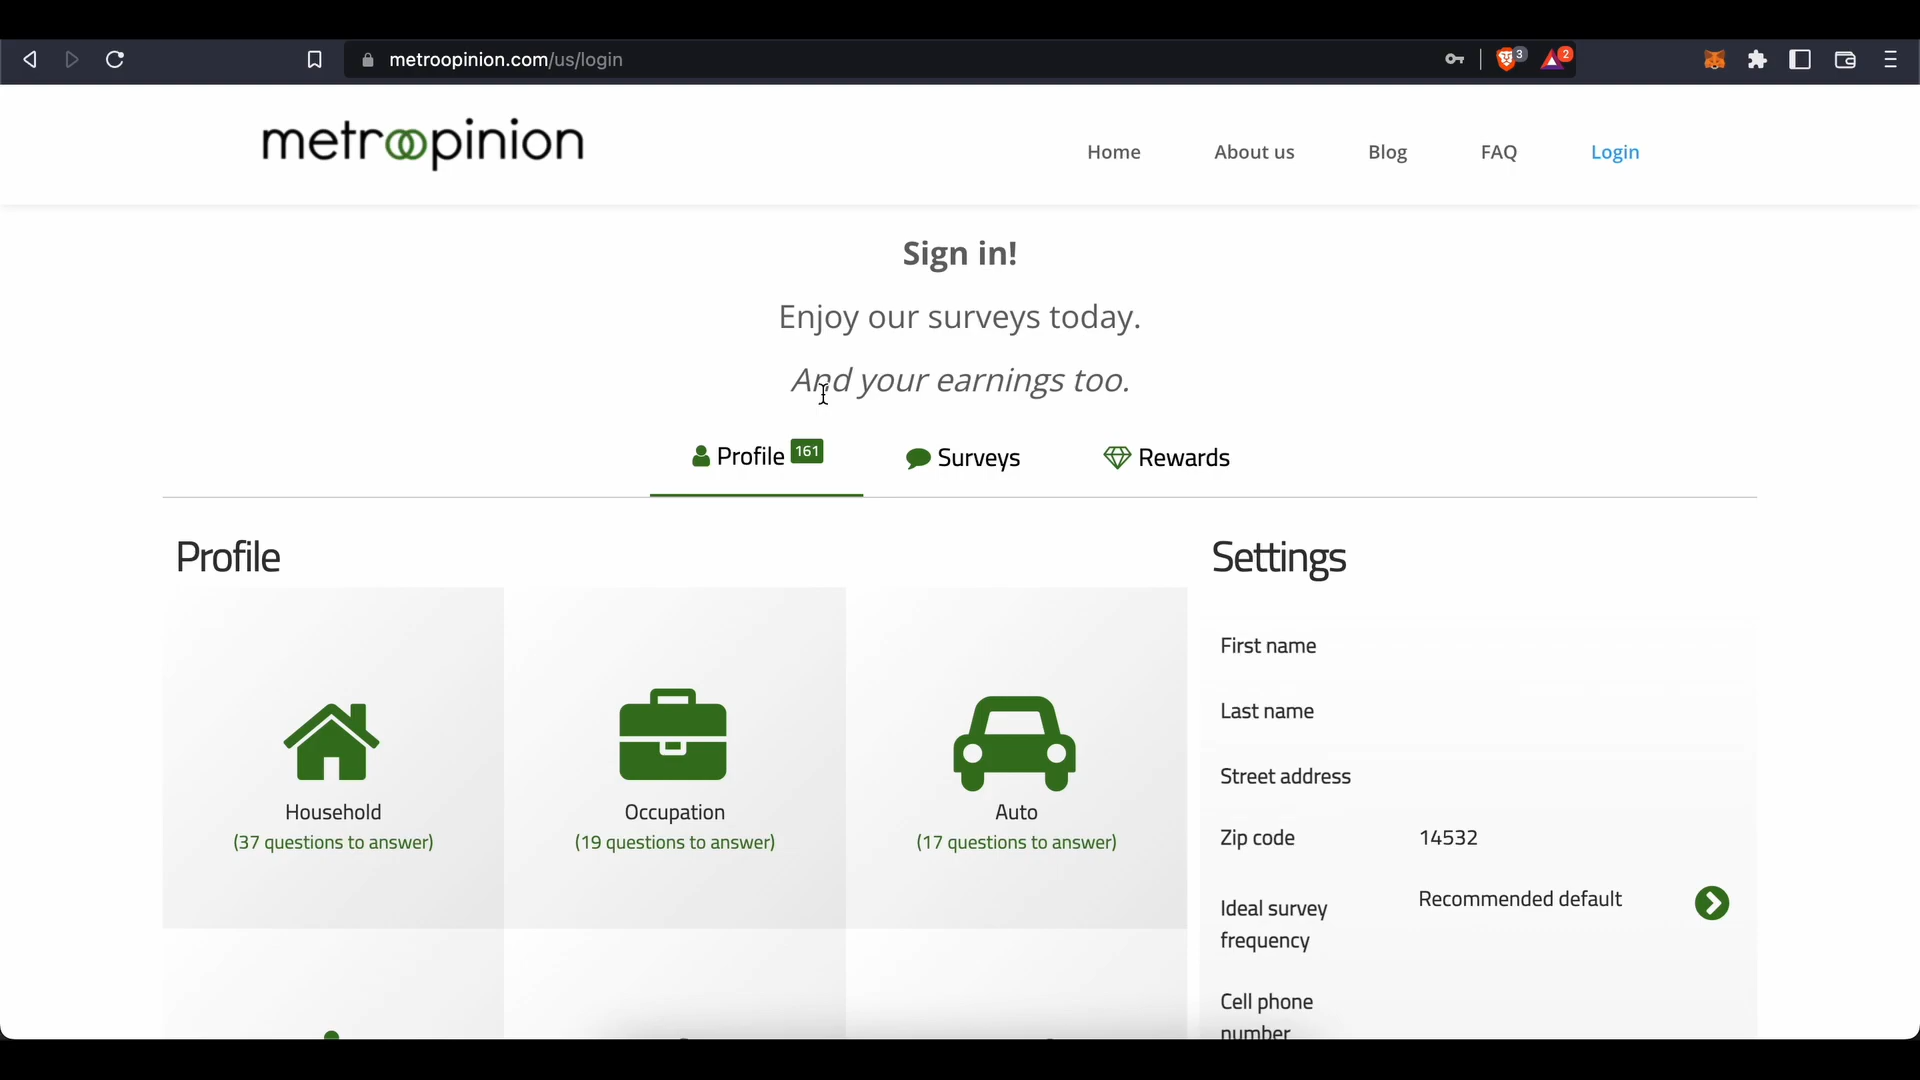 metroopinion.com/us/login
3
2
metroopinion
Home
About us
Blog
FAQ
Login
Sign in!
Enjoy our surveys today.
And your earnings too.
Profile 161
Surveys
Rewards
Profile
Settings
Household
(37 questions to answer)
Occupation
(19 questions to answer)
Auto
(17 questions to answer)
First name
Last name
Street address
Zip code 14532
Ideal survey
frequency
Recommended default
Cell phone
number